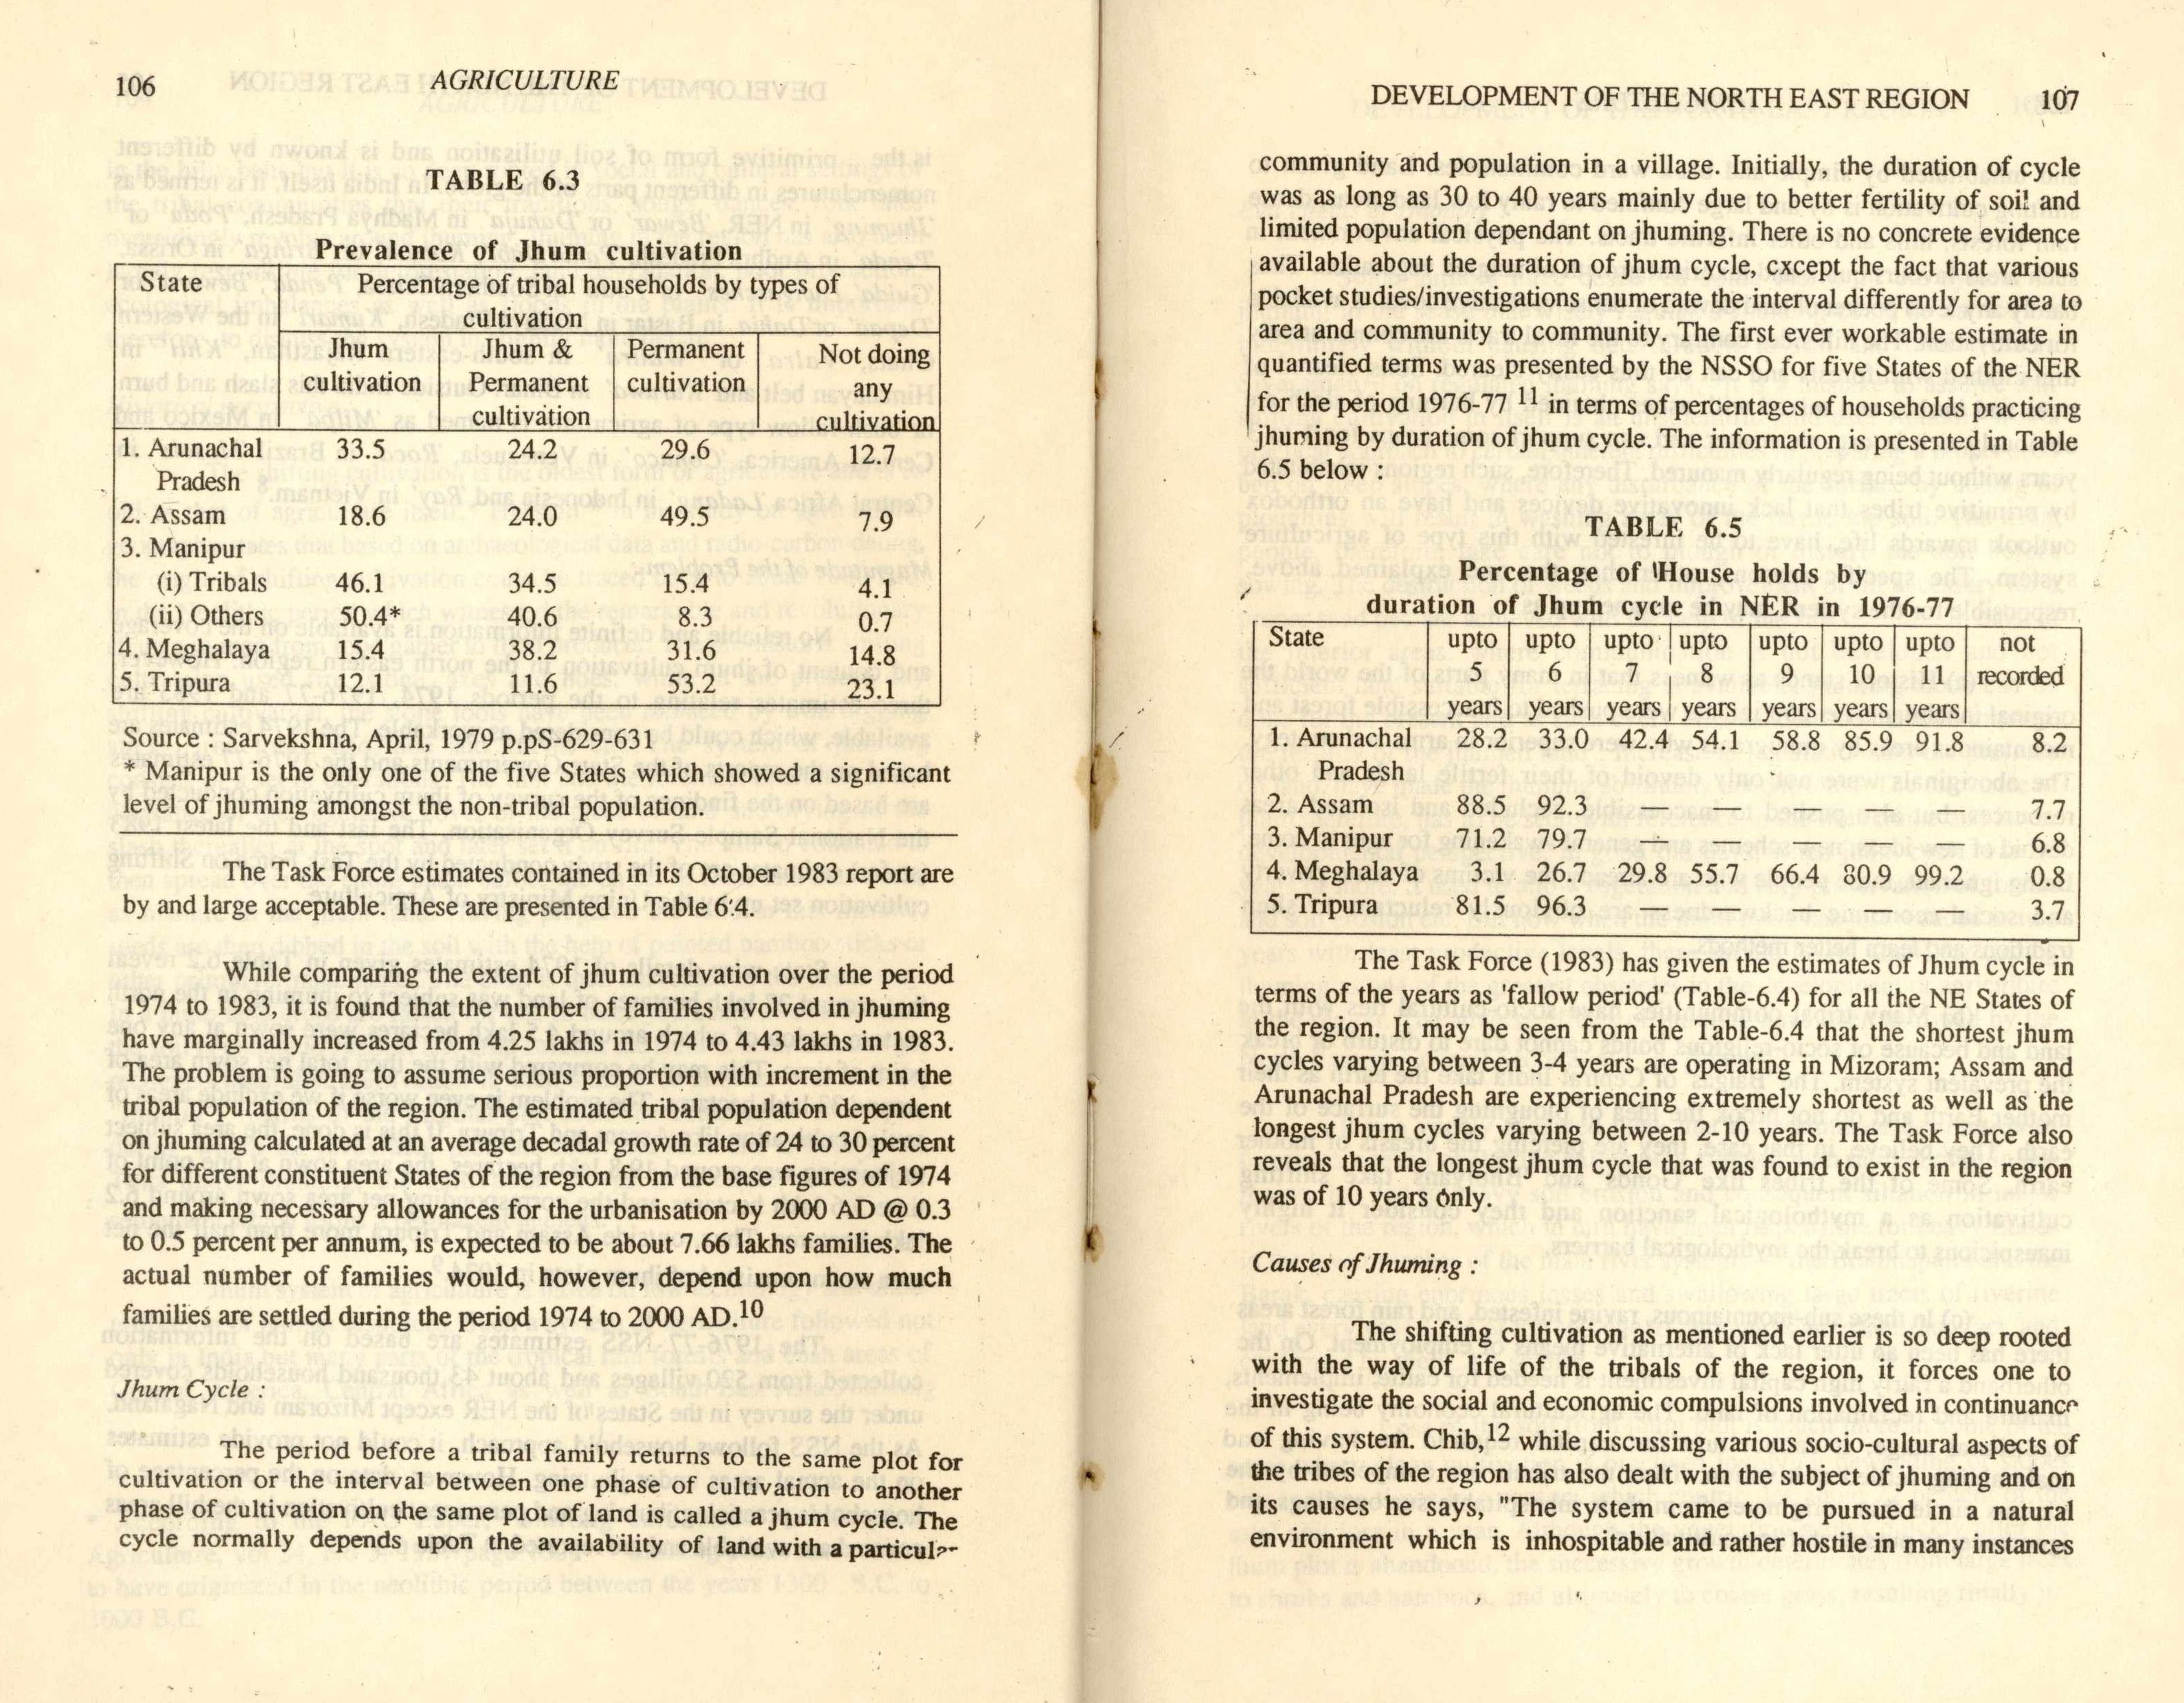 106
AGRICULTURE
TABLE 6.3
Prevalence of Jhum cultivation
State Percentage of tribal households by types of
cultivation
Jhum Jhum & Permanent Not doing
cultivation Permanent cultivation any
cultivation cultivation
1. Arunachal 33.5 24.2 29.6 12.7
Pradesh
2. Assam 18.6 24.0 49.5 7.9
3. Manipur
(i) Tribals 46.1 34.5 15.4 4.1
(ii) Others 50.4* 40.6 8.3 0.7
4. Meghalaya 15.4 38.2 31.6 14.8
5. Tripura 12.1 11.6 53.2 23.1
Source : Sarvekshna, April, 1979 p.pS-629-631
* Manipur is the only one of the five States which showed a significant
level of jhuming amongst the non-tribal population.
The Task Force estimates contained in its October 1983 report are
by and large acceptable. These are presented in Table 6.4.
While comparing the extent of jhum cultivation over the period
1974 to 1983, it is found that the number of families involved in jhuming
have marginally increased from 4.25 lakhs in 1974 to 4.43 lakhs in 1983.
The problem is going to assume serious proportion with increment in the
tribal population of the region. The estimated tribal population dependent
on jhuming calculated at an average decadal growth rate of 24 to 30 percent
for different constituent States of the region from the base figures of 1974
and making necessary allowances for the urbanisation by 2000 AD @ 0.3
to 0.5 percent per annum, is expected to be about 7.66 lakhs families. The
actual number of families would, however, depend upon how much
families are settled during the period 1974 to 2000 AD.10
Jhum Cycle :
The period before a tribal family returns to the same plot for
cultivation or the interval between one phase of cultivation to another
phase of cultivation on the same plot of land is called a jhum cycle. The
cycle normally depends upon the availability of land with a particular
DEVELOPMENT OF THE NORTH EAST REGION 107
community and population in a village. Initially, the duration of cycle
was as long as 30 to 40 years mainly due to better fertility of soil and
limited population dependant on jhuming. There is no concrete evidence
available about the duration of jhum cycle, except the fact that various
pocket studies/investigations enumerate the interval differently for area to
area and community to community. The first ever workable estimate in
quantified terms was presented by the NSSO for five States of the NER
for the period 1976-77 11 in terms of percentages of households practicing
jhuming by duration of jhum cycle. The information is presented in Table
6.5 below :
TABLE 6.5
Percentage of House holds by
duration of Jhum cycle in NER in 1976-77
State upto upto upto upto upto upto upto not
5 6 7 8 9 10 11 recorded
years years years years years years years
1. Arunachal 28.2 33.0 42.4 54.1 58.8 85.9 91.8 8.2
Pradesh
2. Assam 88.5 92.3 — — — — — 7.7
3. Manipur 71.2 79.7 — — — — — 6.8
4. Meghalaya 3.1 26.7 29.8 55.7 66.4 80.9 99.2 0.8
5. Tripura 81.5 96.3 — — — — — 3.7
The Task Force (1983) has given the estimates of Jhum cycle in
terms of the years as 'fallow period' (Table-6.4) for all the NE States of
the region. It may be seen from the Table-6.4 that the shortest jhum
cycles varying between 3-4 years are operating in Mizoram; Assam and
Arunachal Pradesh are experiencing extremely shortest as well as the
longest jhum cycles varying between 2-10 years. The Task Force also
reveals that the longest jhum cycle that was found to exist in the region
was of 10 years only.
Causes of Jhuming :
The shifting cultivation as mentioned earlier is so deep rooted
with the way of life of the tribals of the region, it forces one to
investigate the social and economic compulsions involved in continuance
of this system. Chib,12 while discussing various socio-cultural aspects of
the tribes of the region has also dealt with the subject of jhuming and on
its causes he says, "The system came to be pursued in a natural
environment which is inhospitable and rather hostile in many instances